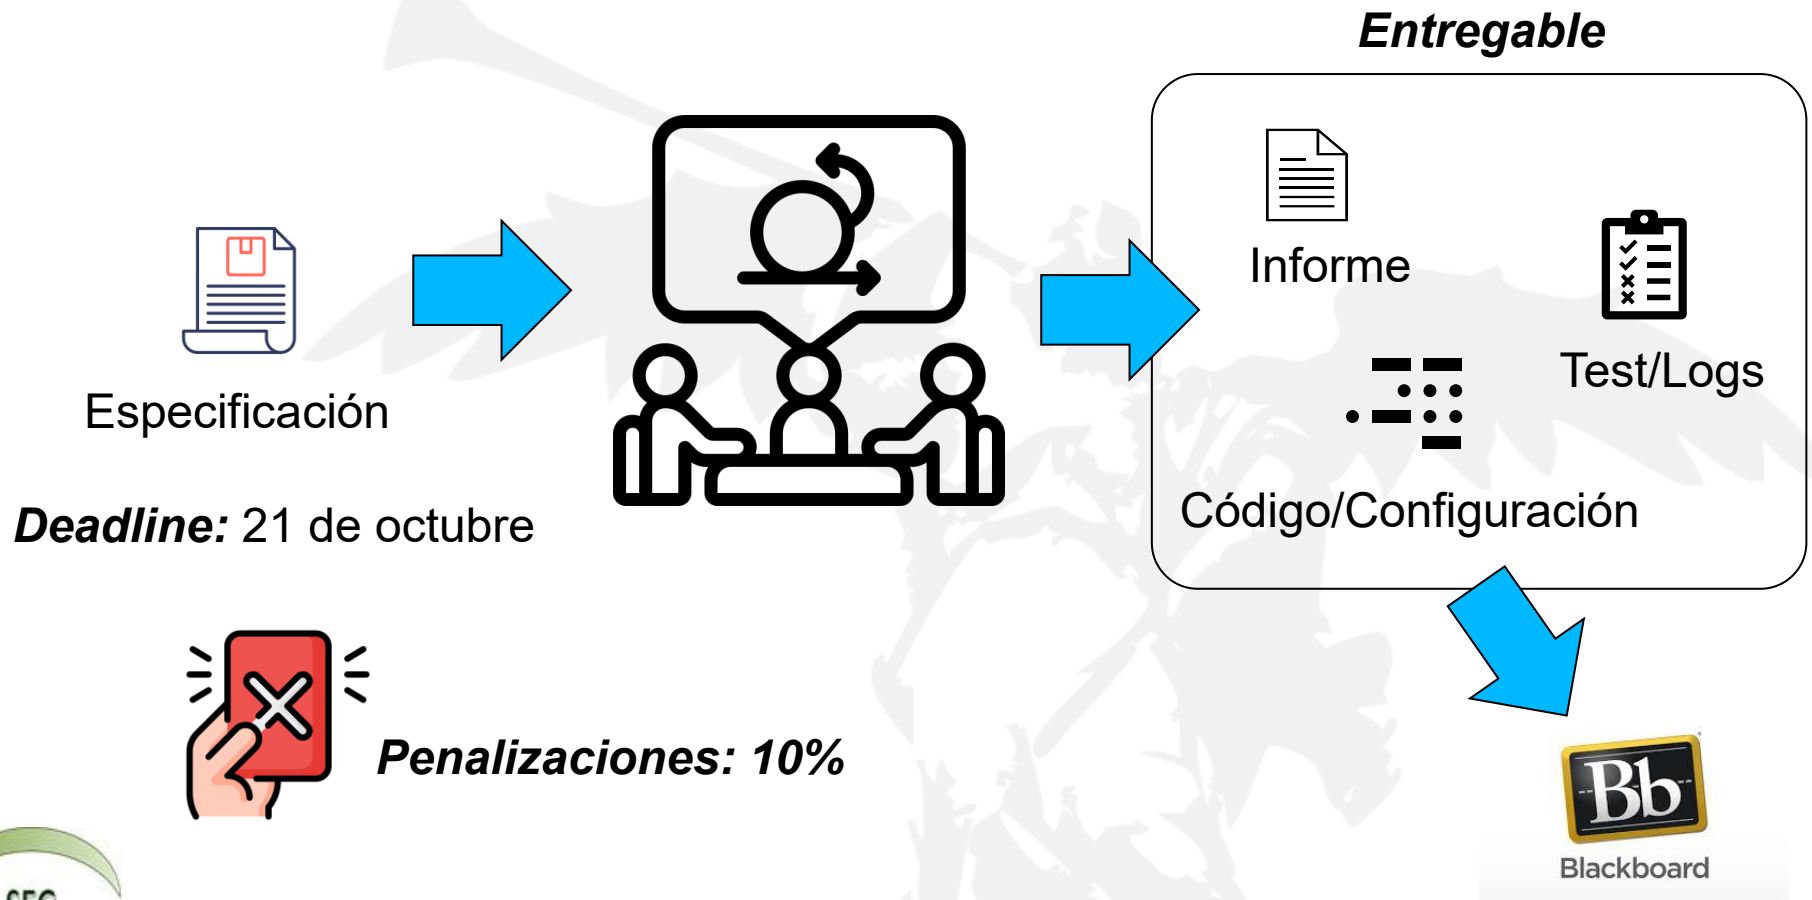 Entregable
Informe
Test/Logs
Especificación
Código/Configuración
Deadline: 21 de octubre
Penalizaciones: 10%
Bb
Blackboard